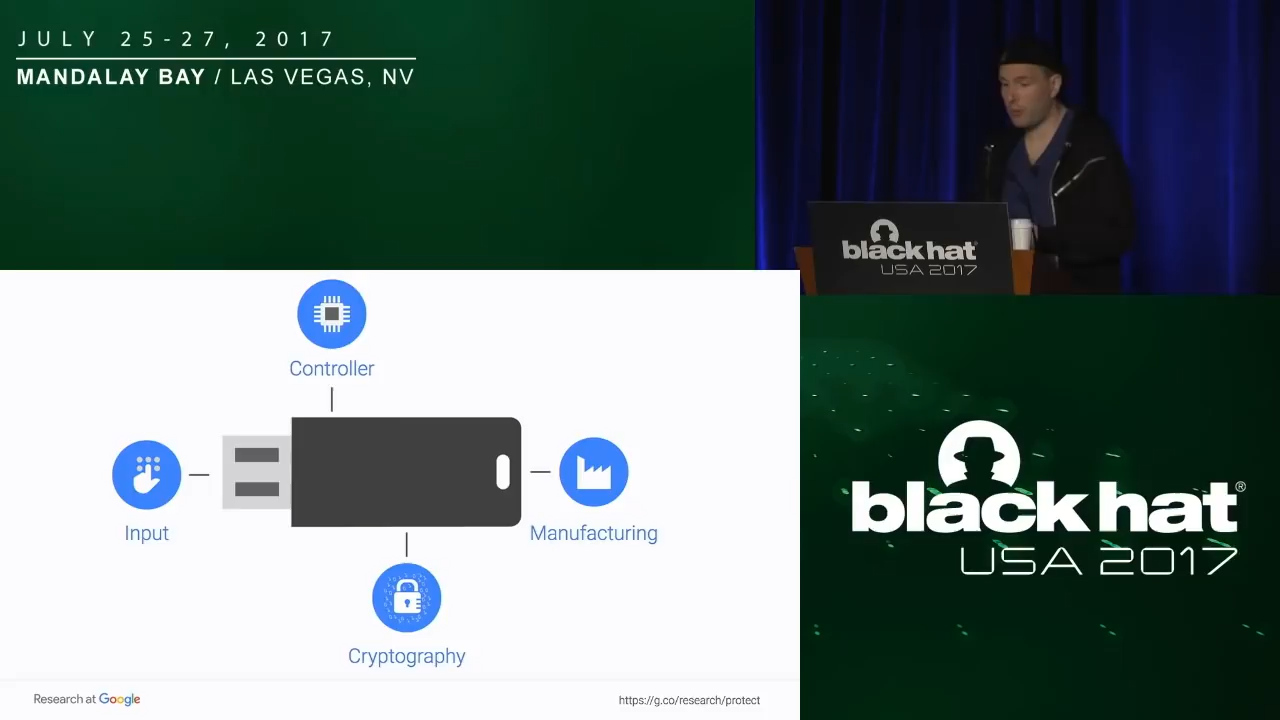 JULY 25-27, 2017
MANDALAY BAY / LAS VEGAS, NV
black hat
USA 2017
Controller
Input
Manufacturing
Cryptography
Research at Google
https://g.co/research/protect
black hat®
USA 2017